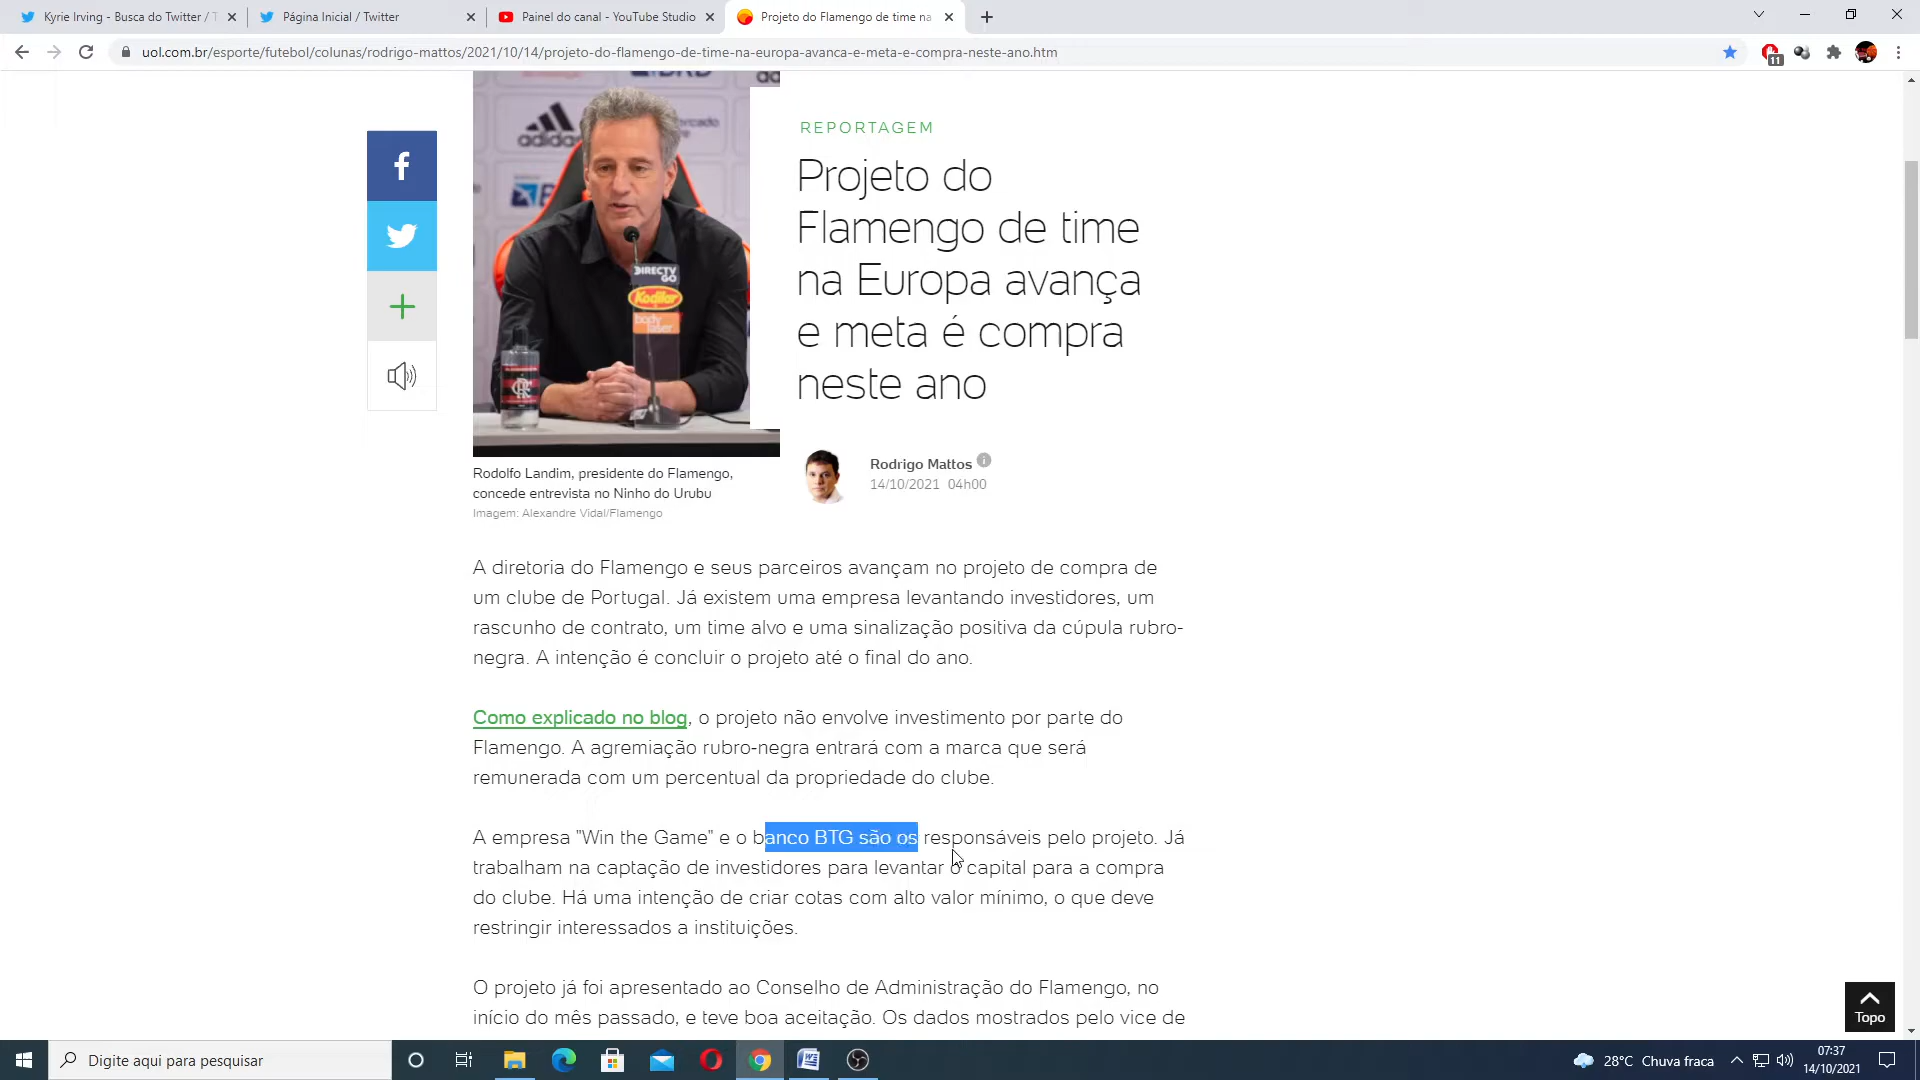 Kyrie Irving - Busca do Twitter / T
Página Inicial / Twitter
Painel do canal - YouTube Studio
Projeto do Flamengo de time na
uol.com.br/esporte/futebol/colunas/rodrigo-mattos/2021/10/14/projeto-do-flamengo-de-time-na-europa-avanca-e-meta-e-compra-neste-ano.htm
11
adidas
DIRECTV
GO
Kodilar
REPORTAGEM
Projeto do
Flamengo de time
na Europa avança
e meta é compra
neste ano
Rodolfo Landim, presidente do Flamengo,
concede entrevista no Ninho do Urubu
Imagem: Alexandre Vidal/Flamengo
Rodrigo Mattos
14/10/2021 04h00
A diretoria do Flamengo e seus parceiros avançam no projeto de compra de
um clube de Portugal. Já existem uma empresa levantando investidores, um
rascunho de contrato, um time alvo e uma sinalização positiva da cúpula rubro-
negra. A intenção é concluir o projeto até o final do ano.
Como explicado no blog, o projeto não envolve investimento por parte do
Flamengo. A agremiação rubro-negra entrará com a marca que será
remunerada com um percentual da propriedade do clube.
A empresa "Win the Game" e o banco BTG são os responsáveis pelo projeto. Já
trabalham na captação de investidores para levantar o capital para a compra
do clube. Há uma intenção de criar cotas com alto valor mínimo, o que deve
restringir interessados a instituições.
O projeto já foi apresentado ao Conselho de Administração do Flamengo, no
início do mês passado, e teve boa aceitação. Os dados mostrados pelo vice de
Topo
Digite aqui para pesquisar
28°C Chuva fraca
07:37
14/10/2021